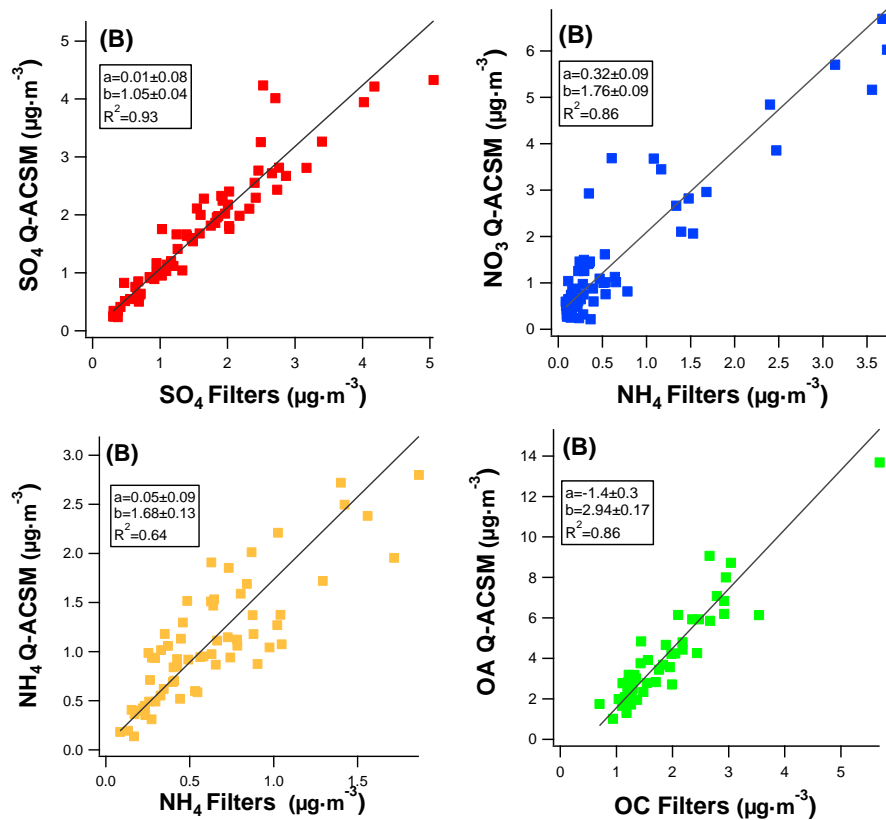 (B)
a=0.01±0.08
b=1.05±0.04
R²=0.93
SO₄ Q-ACSM (µg·m⁻³)
5
4
3
2
1
0
0 1 2 3 4 5
SO₄ Filters (µg·m⁻³)
(B)
a=0.32±0.09
b=1.76±0.09
R²=0.86
NO₃ Q-ACSM (µg·m⁻³)
6
5
4
3
2
1
0
0.0 0.5 1.0 1.5 2.0 2.5 3.0 3.5
NH₄ Filters (µg·m⁻³)
(B)
a=0.05±0.09
b=1.68±0.13
R²=0.64
NH₄ Q-ACSM (µg·m⁻³)
3.0
2.5
2.0
1.5
1.0
0.5
0.0
0.5 1.0 1.5
NH₄ Filters (µg·m⁻³)
(B)
a=-1.4±0.3
b=2.94±0.17
R²=0.86
OA Q-ACSM (µg·m⁻³)
14
12
10
8
6
4
2
0
0 1 2 3 4 5
OC Filters (µg·m⁻³)